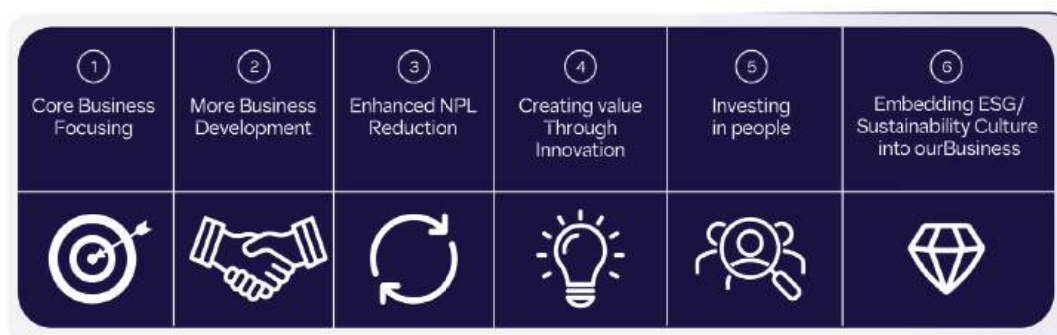 1
Core Business
Focusing
2
More Business
Development
3
Enhanced NPL
Reduction
4
Creating value
Through
Innovation
5
Investing
in people
6
Embedding ESG/
Sustainability Culture
into ourBusiness